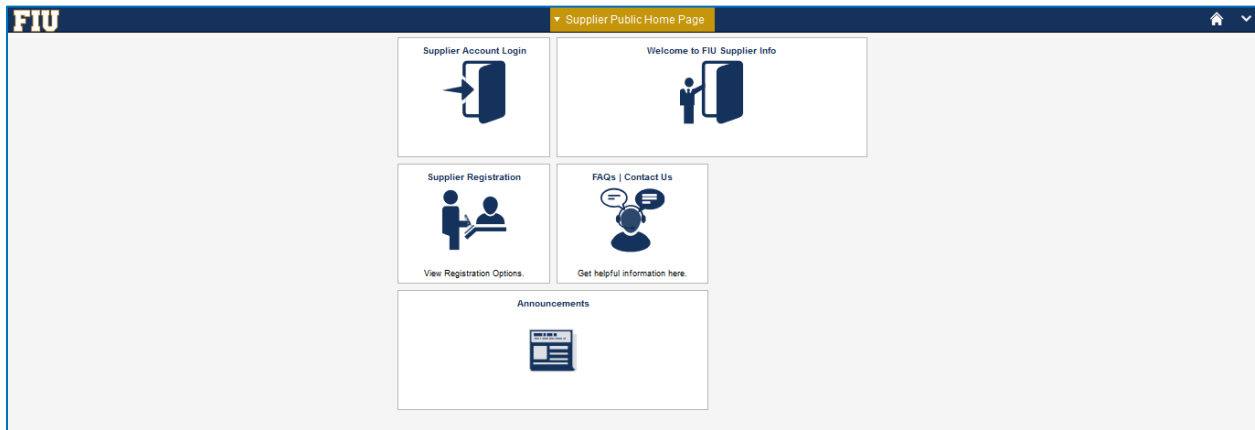 FIU
Supplier Public Home Page
Supplier Account Login
Welcome to FIU Supplier Info
Supplier Registration
View Registration Options.
FAQs | Contact Us
Get helpful information here.
Announcements